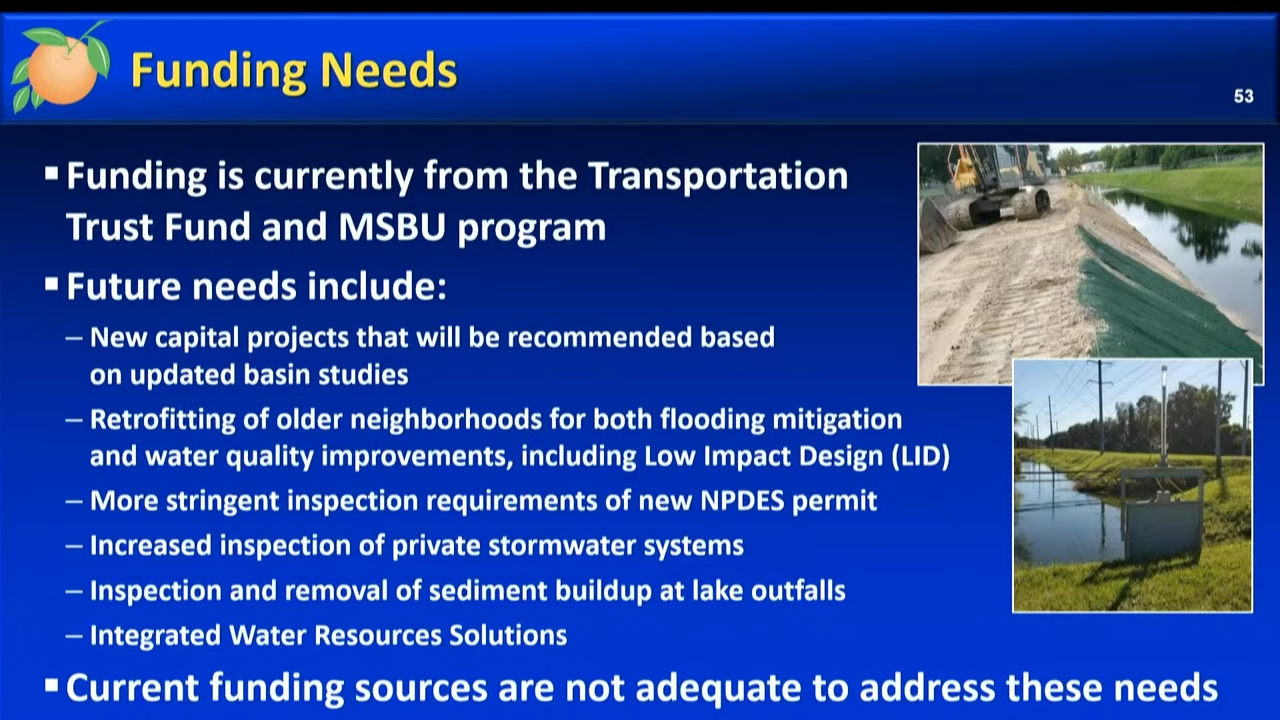 Funding Needs
53
▪ Funding is currently from the Transportation
Trust Fund and MSBU program
▪ Future needs include:
– New capital projects that will be recommended based
on updated basin studies
– Retrofitting of older neighborhoods for both flooding mitigation
and water quality improvements, including Low Impact Design (LID)
– More stringent inspection requirements of new NPDES permit
– Increased inspection of private stormwater systems
– Inspection and removal of sediment buildup at lake outfalls
– Integrated Water Resources Solutions
▪ Current funding sources are not adequate to address these needs